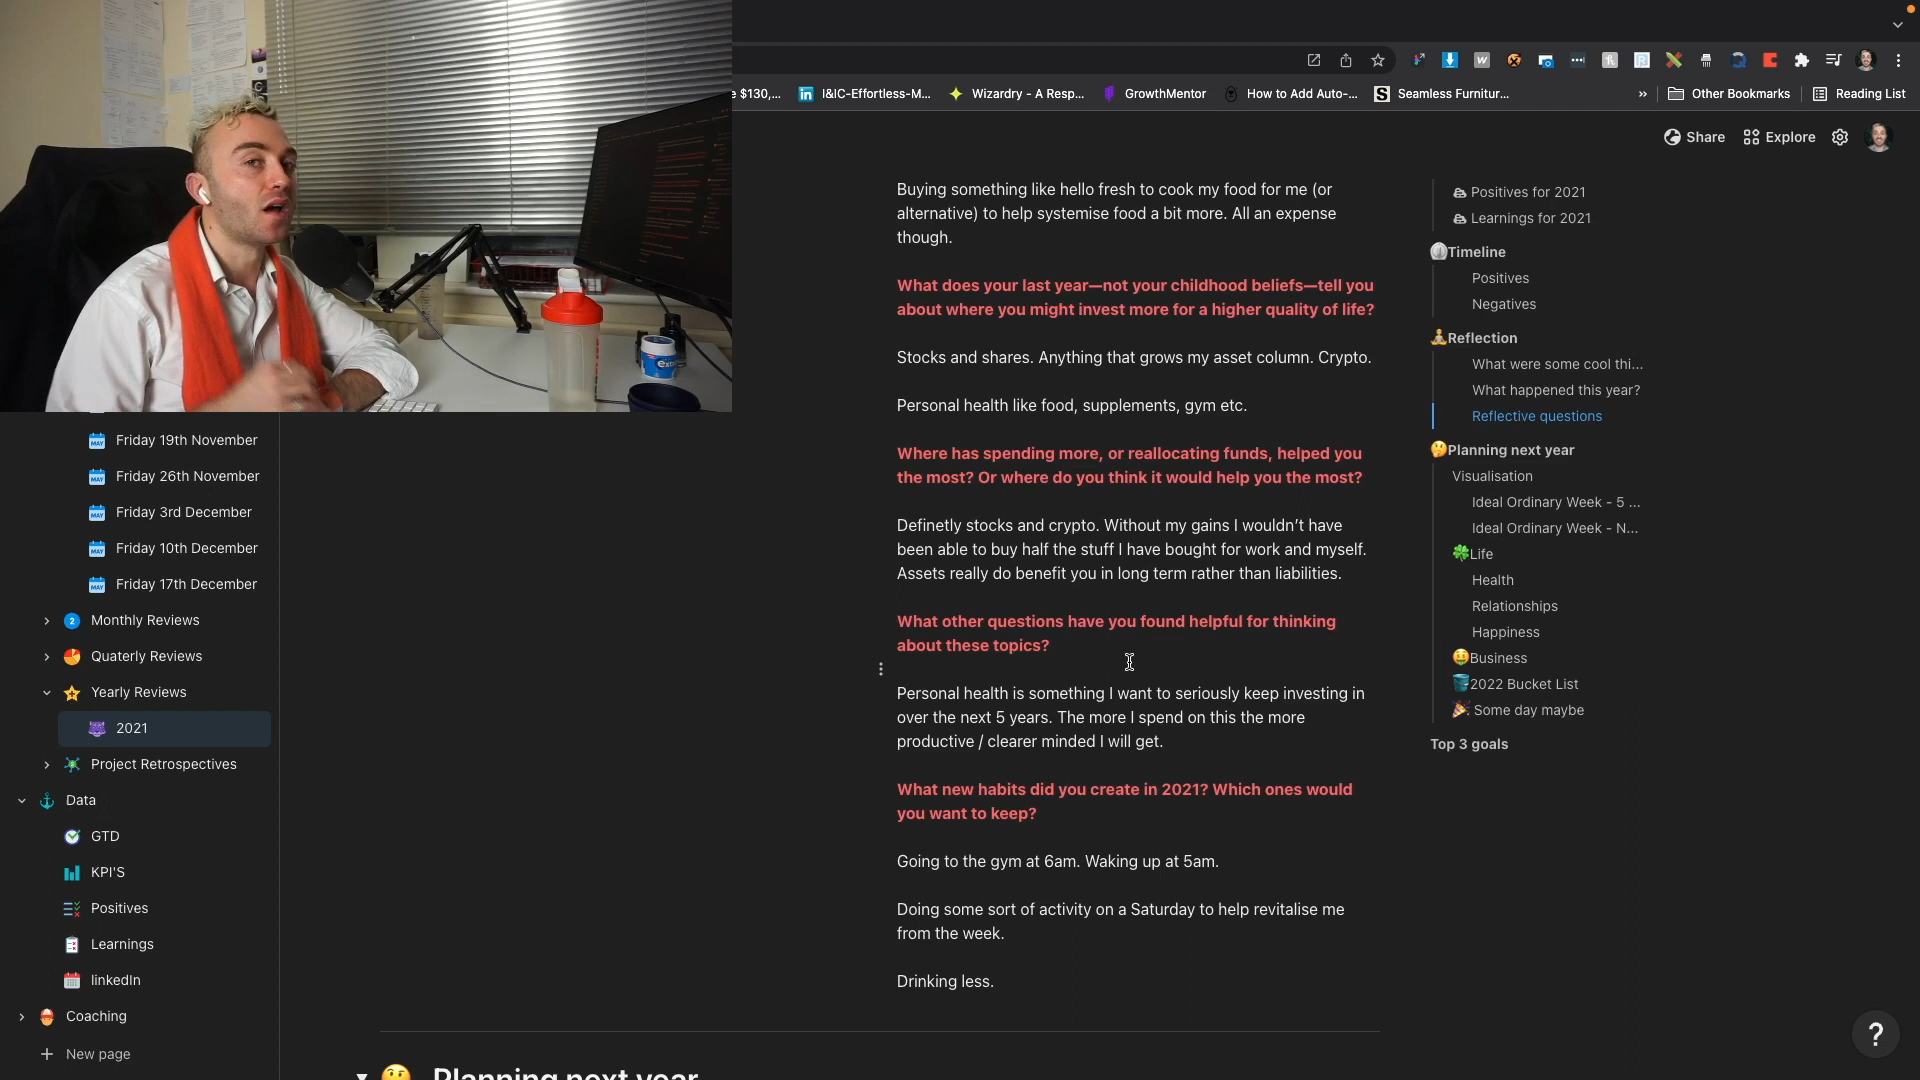 e $130,...
I&IC-Effortless-M...
Wizardry - A Resp...
GrowthMentor
How to Add Auto-...
Seamless Furnitur...
»
Other Bookmarks
Reading List
Share
Explore
Buying something like hello fresh to cook my food for me (or
alternative) to help systemise food a bit more. All an expense
though.
What does your last year—not your childhood beliefs—tell you
about where you might invest more for a higher quality of life?
Stocks and shares. Anything that grows my asset column. Crypto.
Personal health like food, supplements, gym etc.
Where has spending more, or reallocating funds, helped you
the most? Or where do you think it would help you the most?
Definetly stocks and crypto. Without my gains I wouldn’t have
been able to buy half the stuff I have bought for work and myself.
Assets really do benefit you in long term rather than liabilities.
What other questions have you found helpful for thinking
about these topics?
Personal health is something I want to seriously keep investing in
over the next 5 years. The more I spend on this the more
productive / clearer minded I will get.
What new habits did you create in 2021? Which ones would
you want to keep?
Going to the gym at 6am. Waking up at 5am.
Doing some sort of activity on a Saturday to help revitalise me
from the week.
Drinking less.
Planning next year
Positives for 2021
Learnings for 2021
Timeline
Positives
Negatives
Reflection
What were some cool thi...
What happened this year?
Reflective questions
Planning next year
Visualisation
Ideal Ordinary Week - 5 ...
Ideal Ordinary Week - N...
Life
Health
Relationships
Happiness
Business
2022 Bucket List
Some day maybe
Top 3 goals
Friday 19th November
Friday 26th November
Friday 3rd December
Friday 10th December
Friday 17th December
Monthly Reviews
Quaterly Reviews
Yearly Reviews
2021
Project Retrospectives
Data
GTD
KPI'S
Positives
Learnings
linkedIn
Coaching
New page
?